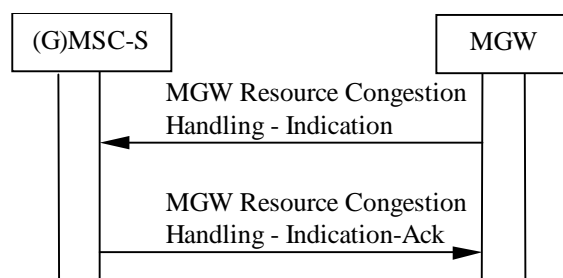 (G)MSC-S
MGW
MGW Resource Congestion
Handling - Indication
MGW Resource Congestion
Handling - Indication-Ack